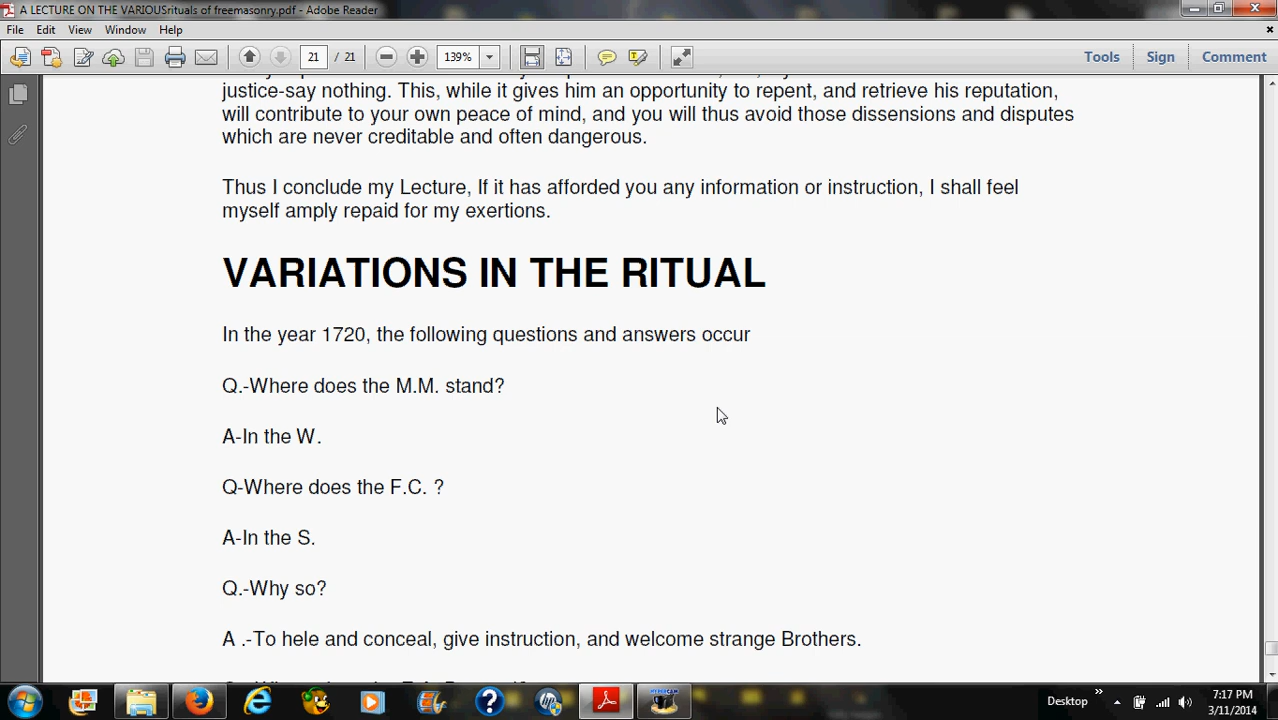 A LECTURE ON THE VARIOUSrituals of freemasonry.pdf - Adobe Reader
File Edit View Window Help
21 / 21 139% Tools Sign Comment
justice-say nothing. This, while it gives him an opportunity to repent, and retrieve his reputation,
will contribute to your own peace of mind, and you will thus avoid those dissensions and disputes
which are never creditable and often dangerous.
Thus I conclude my Lecture, If it has afforded you any information or instruction, I shall feel
myself amply repaid for my exertions.
VARIATIONS IN THE RITUAL
In the year 1720, the following questions and answers occur
Q.-Where does the M.M. stand?
A-In the W.
Q-Where does the F.C. ?
A-In the S.
Q.-Why so?
A .-To hele and conceal, give instruction, and welcome strange Brothers.
Desktop
7:17 PM
3/11/2014